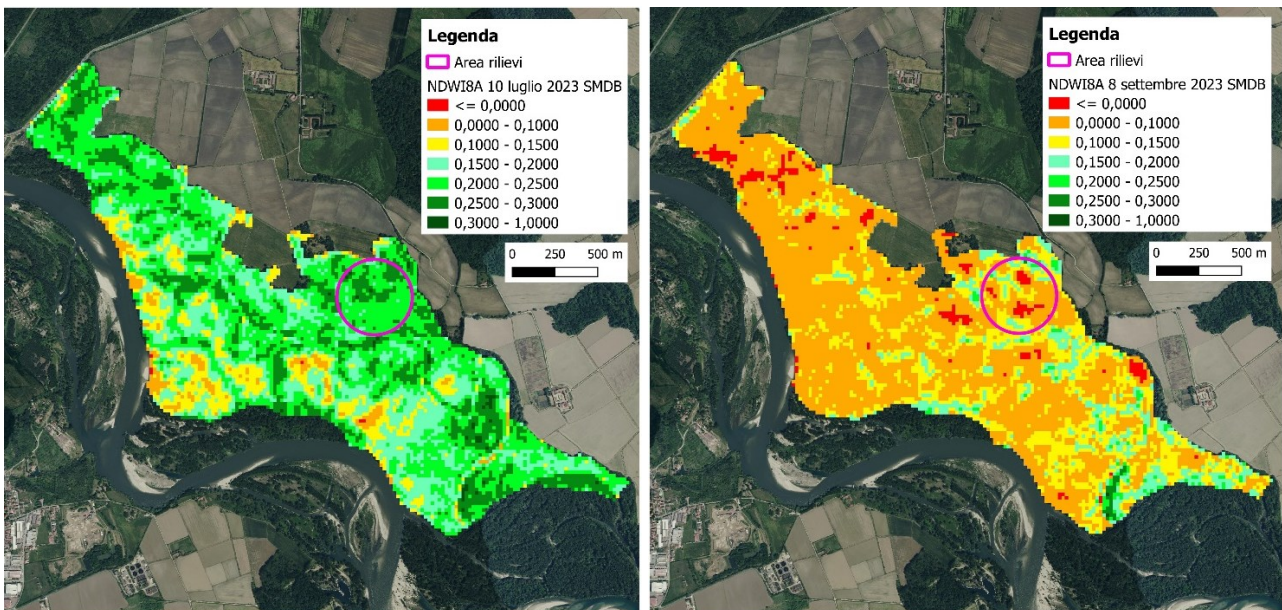 Legenda
Area rilievi
NDWI8A 10 luglio 2023 SMDB
<= 0,0000
0,0000 - 0,1000
0,1000 - 0,1500
0,1500 - 0,2000
0,2000 - 0,2500
0,2500 - 0,3000
0,3000 - 1,0000
0 250 500 m
Legenda
Area rilievi
NDWI8A 8 settembre 2023 SMDB
<= 0,0000
0,0000 - 0,1000
0,1000 - 0,1500
0,1500 - 0,2000
0,2000 - 0,2500
0,2500 - 0,3000
0,3000 - 1,0000
0 250 500 m